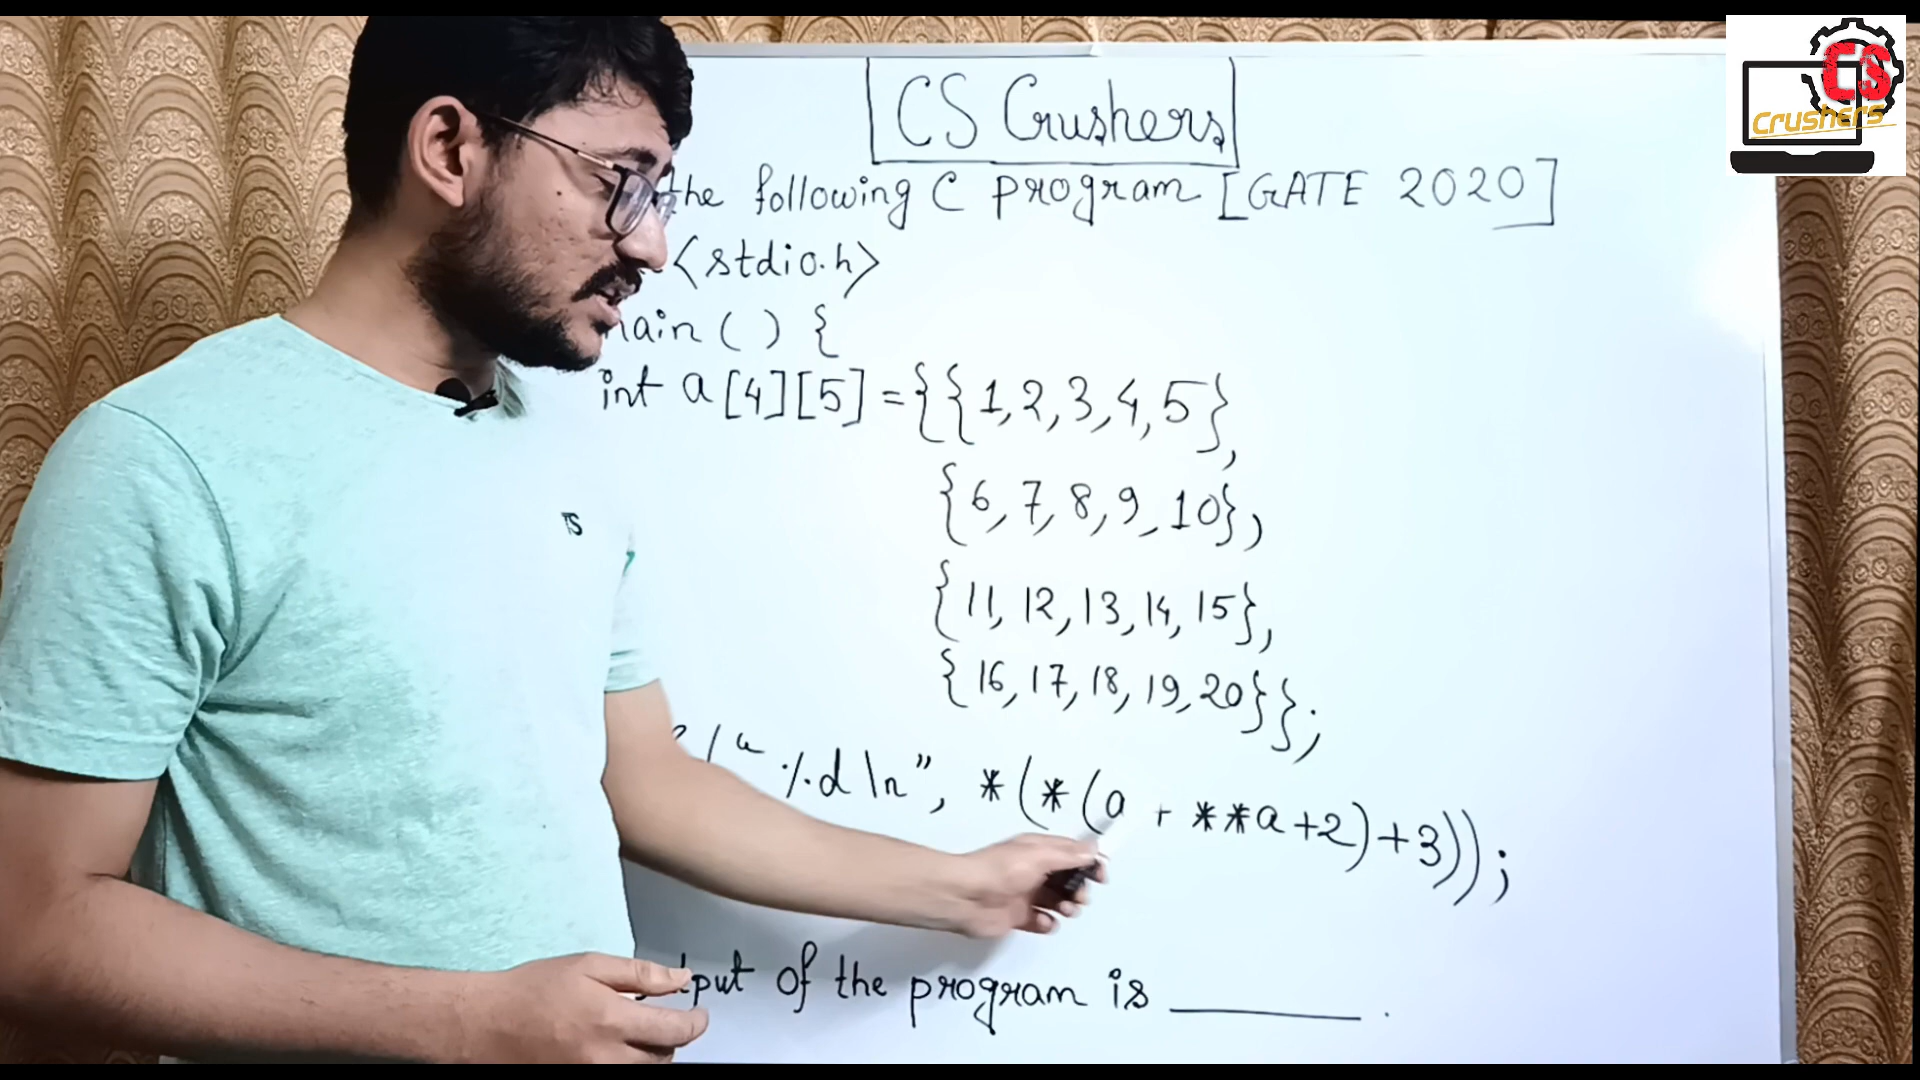 CS Crushers
CS
Crushers
the following C program [GATE 2020]
<stdio.h>
main ( ) {
int a [4][5] = {{1,2,3,4,5},
{6,7,8,9,10},
{11,12,13,14,15},
{16,17,18,19,20}};
"%d\n", *(*(a + **a+2)+3));
output of the program is ______ .
TS